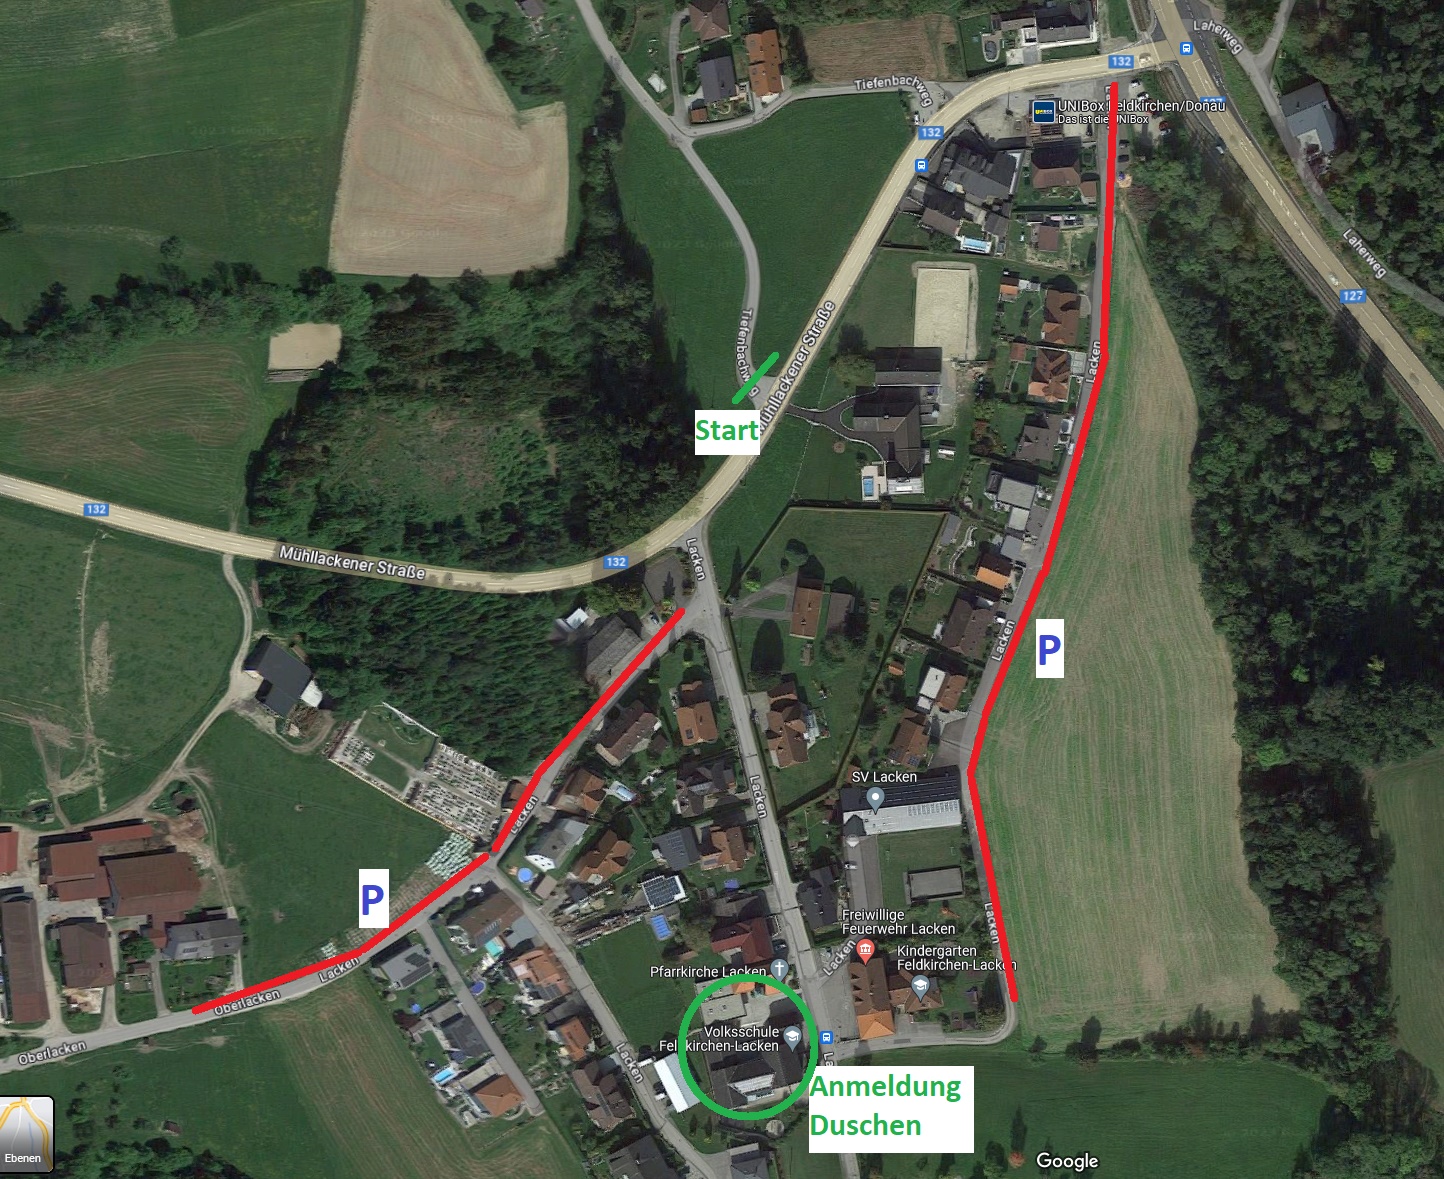 Laherweg
132
Tiefenbachweg
UNIBox Feldkirchen/Donau
Das ist die UNIBox
132
Laherweg
127
Tiefenbachweg
Mühllackener Straße
Lacken
Start
132
Mühllackener Straße
132
Lacken
Lacken
P
SV Lacken
Lacken
Lacken
P
Freiwillige
Feuerwehr Lacken
Lacken
Kindergarten
Feldkirchen-Lacken
Lacken
Pfarrkirche Lacken
Lacken
Oberlacken
Volksschule
Feldkirchen-Lacken
Oberlacken
Lacken
Anmeldung
Duschen
Ebenen
Google